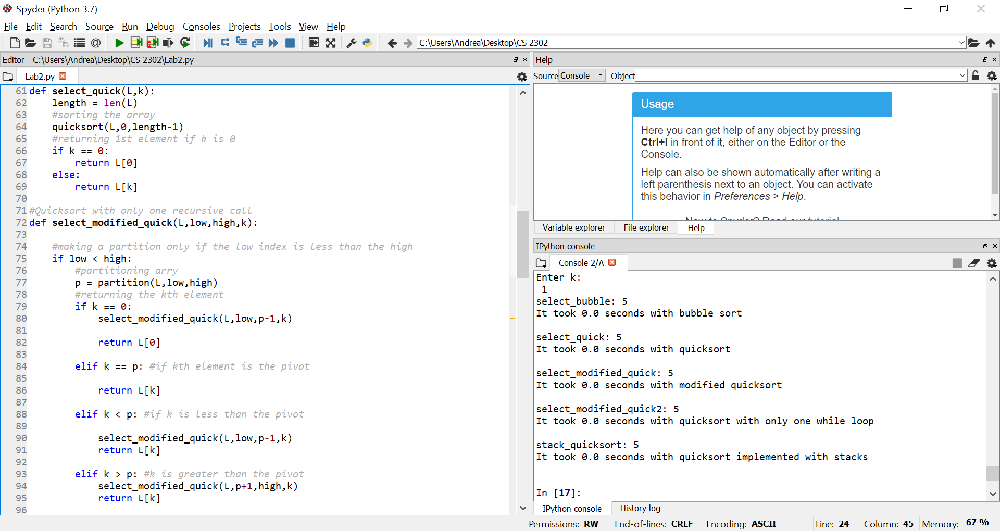 Spyder (Python 3.7)
File Edit Search Source Run Debug Consoles Projects Tools View Help
C:\Users\Andrea\Desktop\CS 2302
Editor - C:\Users\Andrea\Desktop\CS 2302\Lab2.py
Lab2.py
61 def select_quick(L,k):
62     length = len(L)
63     #sorting the array
64     quicksort(L,0,length-1)
65     #returning 1st element if k is 0
66     if k == 0:
67         return L[0]
68     else:
69         return L[k]
70
71 #Quicksort with only one recursive call
72 def select_modified_quick(L,low,high,k):
73
74     #making a partition only if the low index is less than the high
75     if low < high:
76         #partitioning arry
77         p = partition(L,low,high)
78         #returning the kth element
79         if k == 0:
80             select_modified_quick(L,low,p-1,k)
81
82             return L[0]
83
84         elif k == p: #if kth element is the pivot
85
86             return L[k]
87
88         elif k < p: #if k is less than the pivot
89
90             select_modified_quick(L,low,p-1,k)
91             return L[k]
92
93         elif k > p: #k is greater than the pivot
94             select_modified_quick(L,p+1,high,k)
95             return L[k]
96
Help
Source Console Object
Usage
Here you can get help of any object by pressing
Ctrl+I in front of it, either on the Editor or the
Console.
Help can also be shown automatically after writing a
left parenthesis next to an object. You can activate
this behavior in Preferences > Help.
New to Spyder? Read our tutorial
Variable explorer File explorer Help
IPython console
Console 2/A
Enter k:
 1
select_bubble: 5
It took 0.0 seconds with bubble sort
select_quick: 5
It took 0.0 seconds with quicksort
select_modified_quick: 5
It took 0.0 seconds with modified quicksort
select_modified_quick2: 5
It took 0.0 seconds with quicksort with only one while loop
stack_quicksort: 5
It took 0.0 seconds with quicksort implemented with stacks
In [17]:
IPython console History log
Permissions: RW End-of-lines: CRLF Encoding: ASCII Line: 24 Column: 45 Memory: 67 %